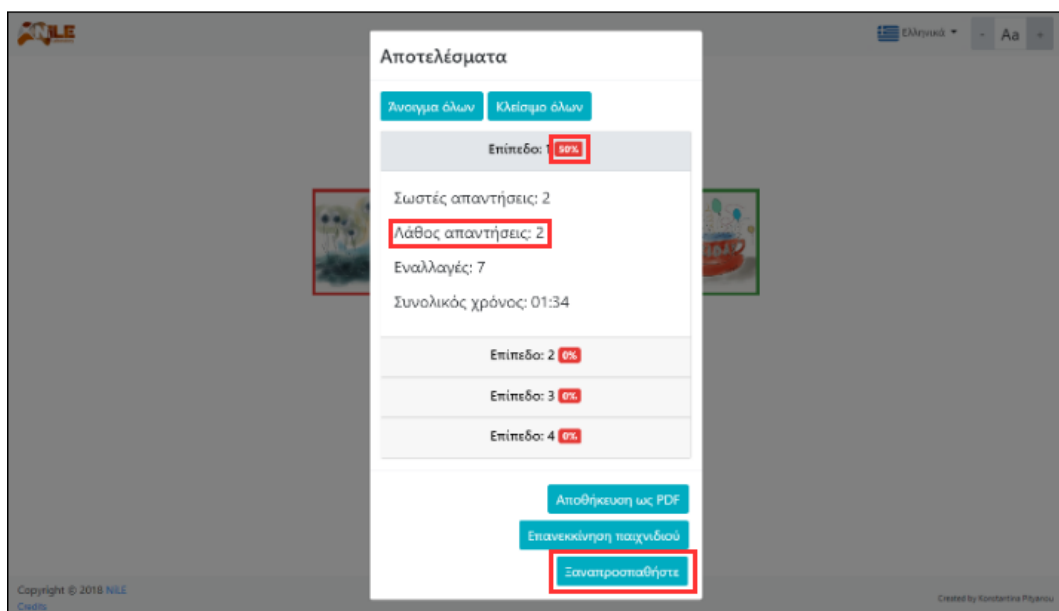 NiLE
Ελληνικά
- Aa +
Αποτελέσματα
Άνοιγμα όλων Κλείσιμο όλων
Επίπεδο: 1 50%
Σωστές απαντήσεις: 2
Λάθος απαντήσεις: 2
Εναλλαγές: 7
Συνολικός χρόνος: 01:34
Επίπεδο: 2 0%
Επίπεδο: 3 0%
Επίπεδο: 4 0%
Αποθήκευση ως PDF
Επανεκκίνηση παιχνιδιού
Ξαναπροσπαθήστε
Copyright © 2018 NiLE
Credits
Created by Konstantina Pityanou